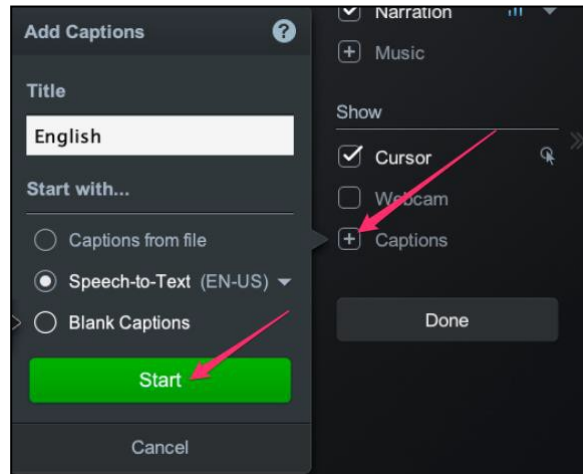 Add Captions ?
Title
English
Start with...
Captions from file
Speech-to-Text (EN-US)
Blank Captions
Start
Cancel
Narration
Music
Show
Cursor
Webcam
Captions
Done